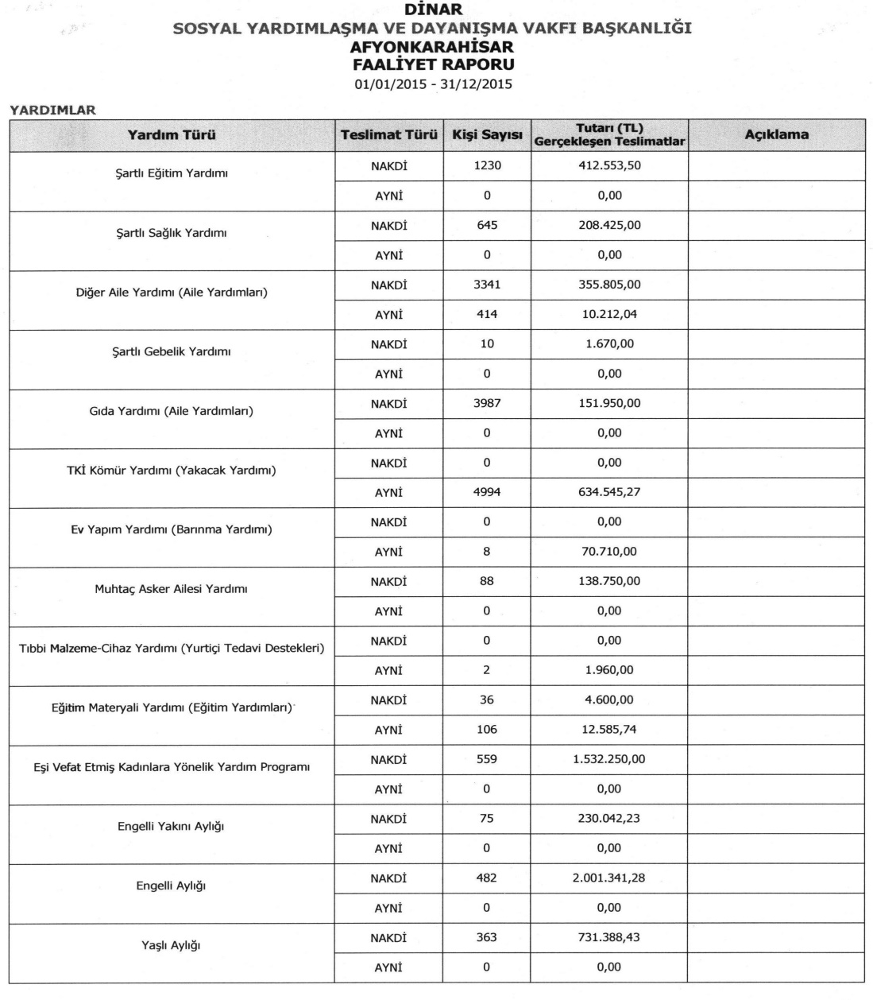 DİNAR
SOSYAL YARDIMLAŞMA VE DAYANIŞMA VAKFI BAŞKANLIĞI
AFYONKARAHİSAR
FAALİYET RAPORU
01/01/2015 - 31/12/2015
YARDIMLAR
Yardım Türü Teslimat Türü Kişi Sayısı Tutarı (TL) Gerçekleşen Teslimatlar Açıklama
Şartlı Eğitim Yardımı NAKDİ 1230 412.553,50
AYNİ 0 0,00
Şartlı Sağlık Yardımı NAKDİ 645 208.425,00
AYNİ 0 0,00
Diğer Aile Yardımı (Aile Yardımları) NAKDİ 3341 355.805,00
AYNİ 414 10.212,04
Şartlı Gebelik Yardımı NAKDİ 10 1.670,00
AYNİ 0 0,00
Gıda Yardımı (Aile Yardımları) NAKDİ 3987 151.950,00
AYNİ 0 0,00
TKİ Kömür Yardımı (Yakacak Yardımı) NAKDİ 0 0,00
AYNİ 4994 634.545,27
Ev Yapım Yardımı (Barınma Yardımı) NAKDİ 0 0,00
AYNİ 8 70.710,00
Muhtaç Asker Ailesi Yardımı NAKDİ 88 138.750,00
AYNİ 0 0,00
Tıbbi Malzeme-Cihaz Yardımı (Yurtiçi Tedavi Destekleri) NAKDİ 0 0,00
AYNİ 2 1.960,00
Eğitim Materyali Yardımı (Eğitim Yardımları) NAKDİ 36 4.600,00
AYNİ 106 12.585,74
Eşi Vefat Etmiş Kadınlara Yönelik Yardım Programı NAKDİ 559 1.532.250,00
AYNİ 0 0,00
Engelli Yakını Aylığı NAKDİ 75 230.042,23
AYNİ 0 0,00
Engelli Aylığı NAKDİ 482 2.001.341,28
AYNİ 0 0,00
Yaşlı Aylığı NAKDİ 363 731.388,43
AYNİ 0 0,00